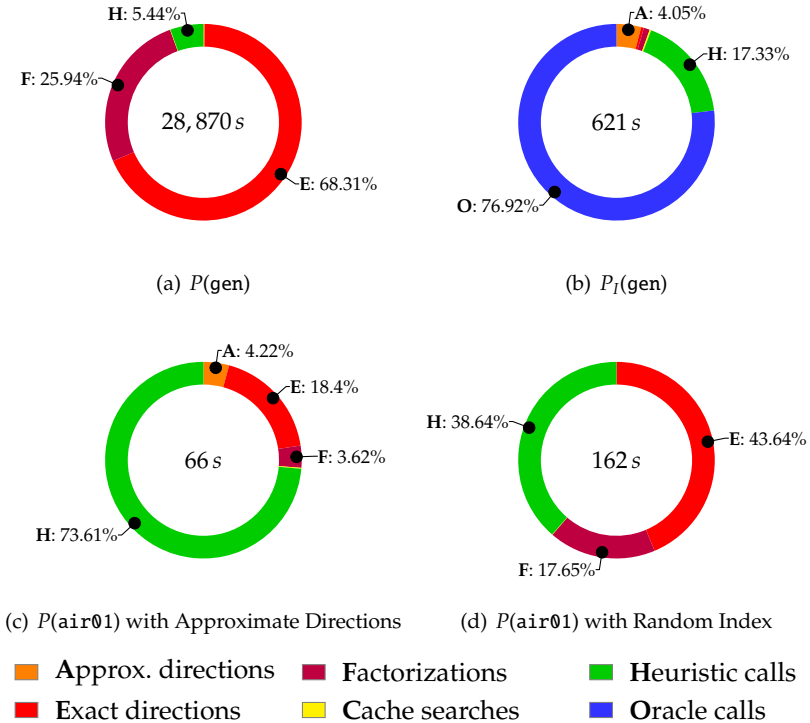 H: 5.44%
F: 25.94%
28,870 s
E: 68.31%
(a) P(gen)
A: 4.05%
H: 17.33%
621 s
O: 76.92%
(b) P_I(gen)
A: 4.22%
E: 18.4%
66 s
F: 3.62%
H: 73.61%
(c) P(air01) with Approximate Directions
H: 38.64%
E: 43.64%
162 s
F: 17.65%
(d) P(air01) with Random Index
Approx. directions
Factorizations
Heuristic calls
Exact directions
Cache searches
Oracle calls